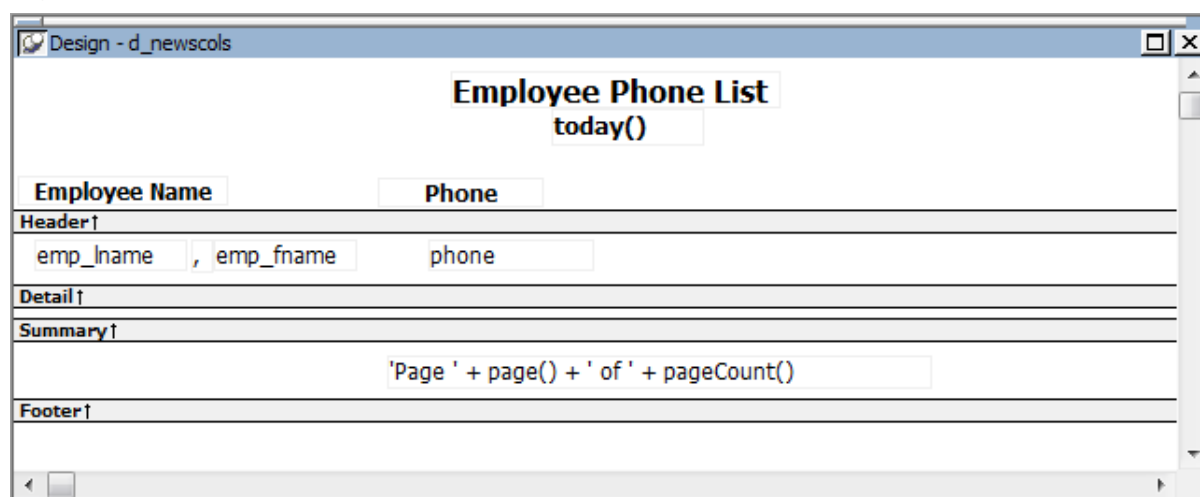 Design - d_newscols
Employee Phone List
today()
Employee Name Phone
Header↑
emp_lname , emp_fname phone
Detail↑
Summary↑
'Page ' + page() + ' of ' + pageCount()
Footer↑